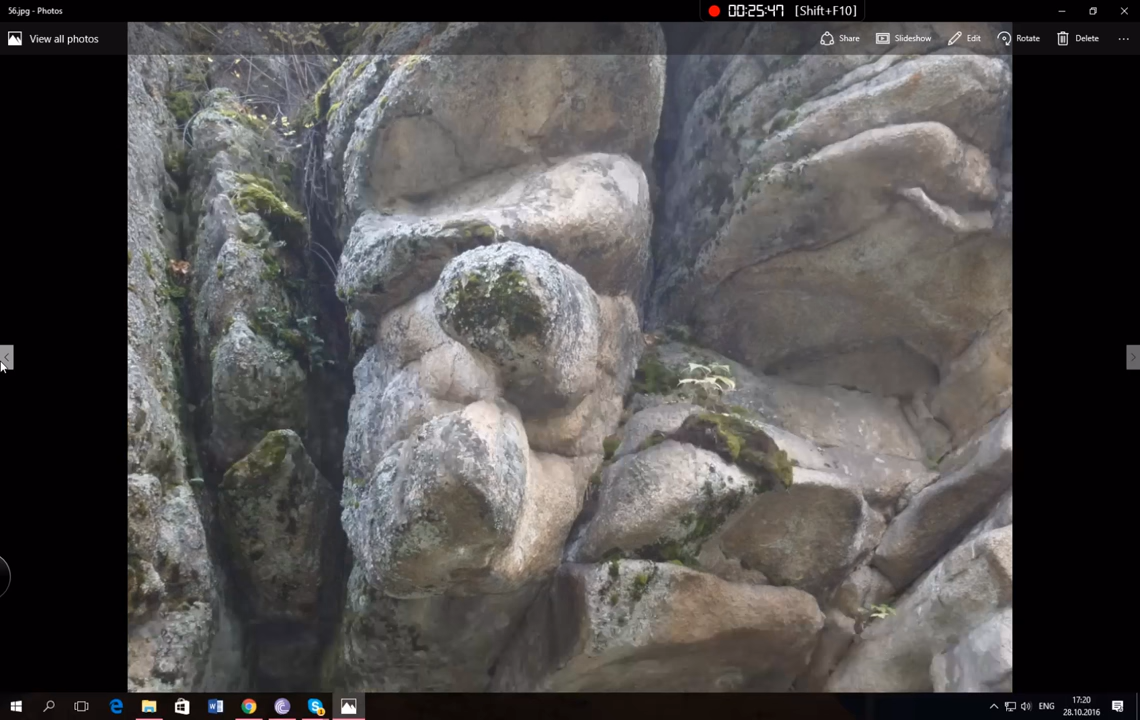 56.jpg - Photos
00:25:47 [Shift+F10]
View all photos
Share
Slideshow
Edit
Rotate
Delete
ENG
17:20
28.10.2016